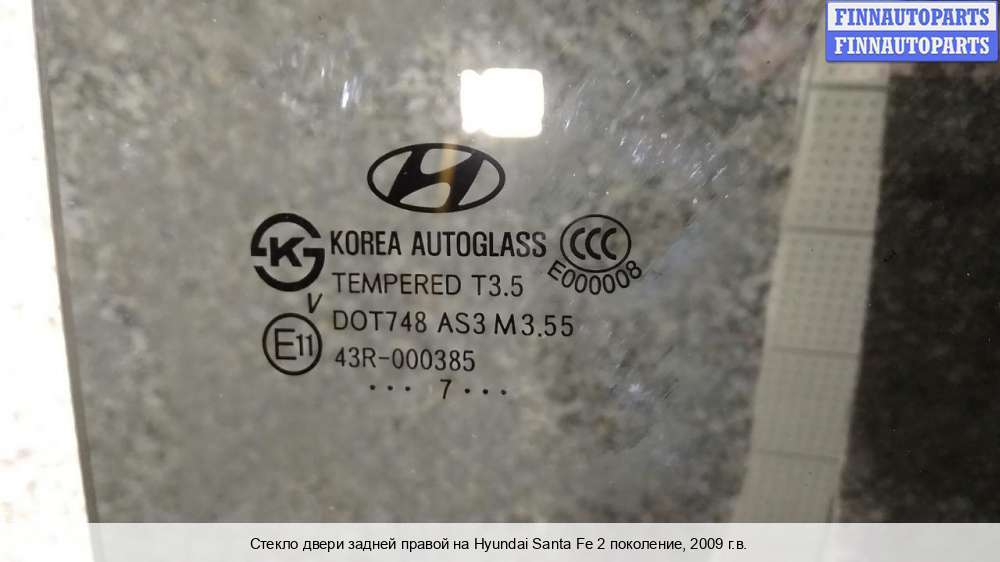 FINNAUTOPARTS
FINNAUTOPARTS
K
KOREA AUTOGLASS
CCC
E000008
TEMPERED T3.5
V
DOT748 AS3 M3.55
E11
43R-000385
••• 7 •••
Стекло двери задней правой на Hyundai Santa Fe 2 поколение, 2009 г.в.